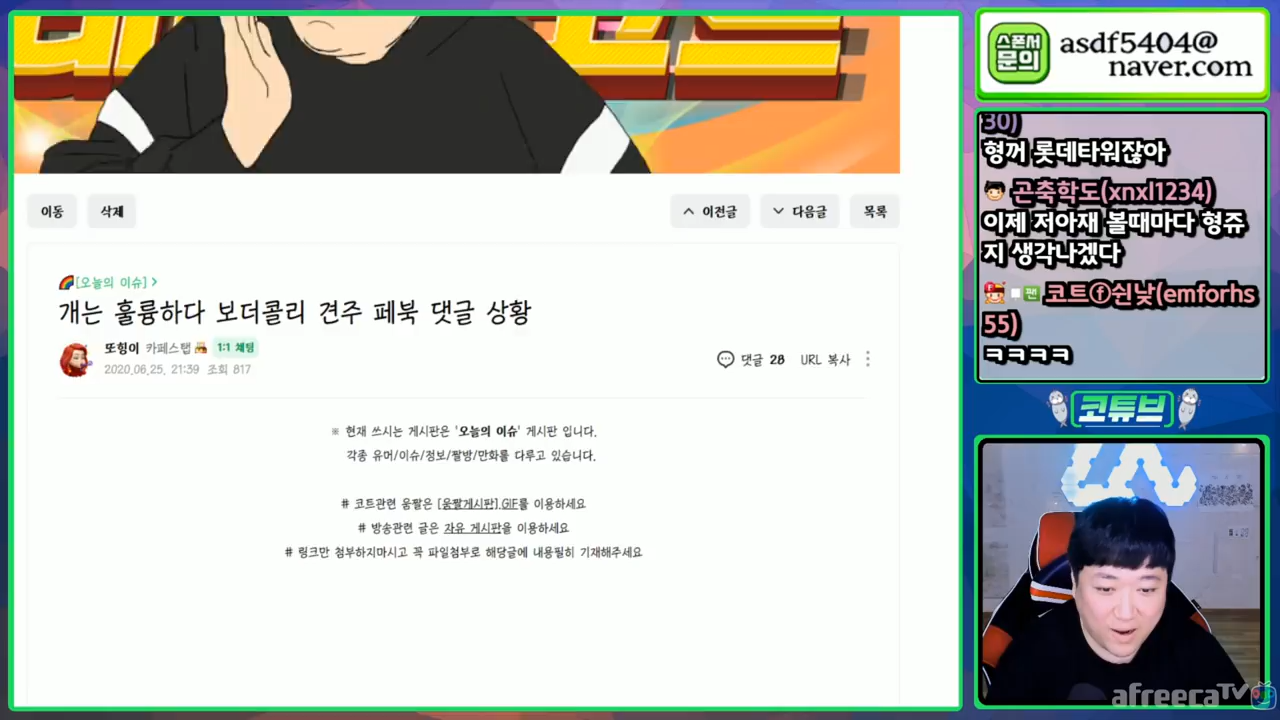 스폰서
문의
asdf5404@
naver.com
30)
형꺼 롯데타워잖아
곤축학도(xnxl1234)
이제 저아재 볼때마다 형쥬
지 생각나겠다
팬 코트ⓕ쉰낯(emforhs
55)
ㅋㅋㅋㅋ
코튜브
이동 삭제 이전글 다음글 목록
[오늘의 이슈] >
개는 훌륭하다 보더콜리 견주 페북 댓글 상황
또힝이 카페스탭 1:1 채팅
2020.06.25. 21:39 조회 817
댓글 28 URL 복사
※ 현재 쓰시는 게시판은 '오늘의 이슈' 게시판 입니다.
각종 유머/이슈/정보/짤방/만화를 다루고 있습니다.
# 코트관련 움짤은 [움짤게시판].GIF를 이용하세요
# 방송관련 글은 자유 게시판을 이용하세요
# 링크만 첨부하지마시고 꼭 파일첨부로 해당글에 내용필히 기재해주세요
afreecaTV